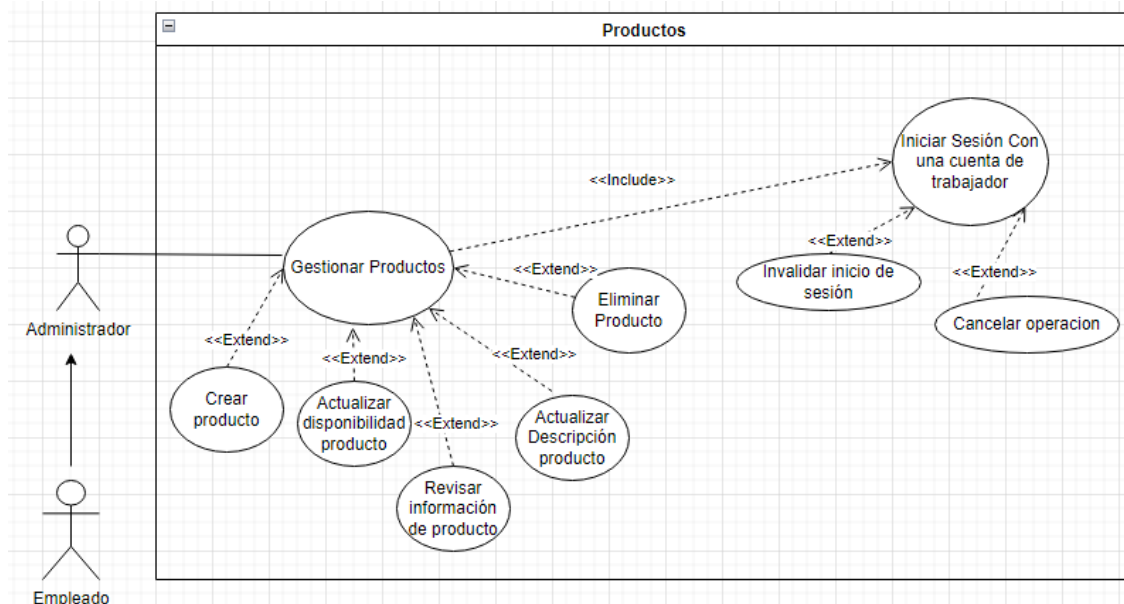 Productos
Iniciar Sesión Con
una cuenta de
trabajador
<<Include>>
<<Extend>>
Invalidar inicio de
sesión
<<Extend>>
Cancelar operacion
Gestionar Productos
<<Extend>>
Eliminar
Producto
Administrador
<<Extend>>
Crear
producto
<<Extend>>
Actualizar
disponibilidad
producto
<<Extend>>
Revisar
información
de producto
<<Extend>>
Actualizar
Descripción
producto
Empleado